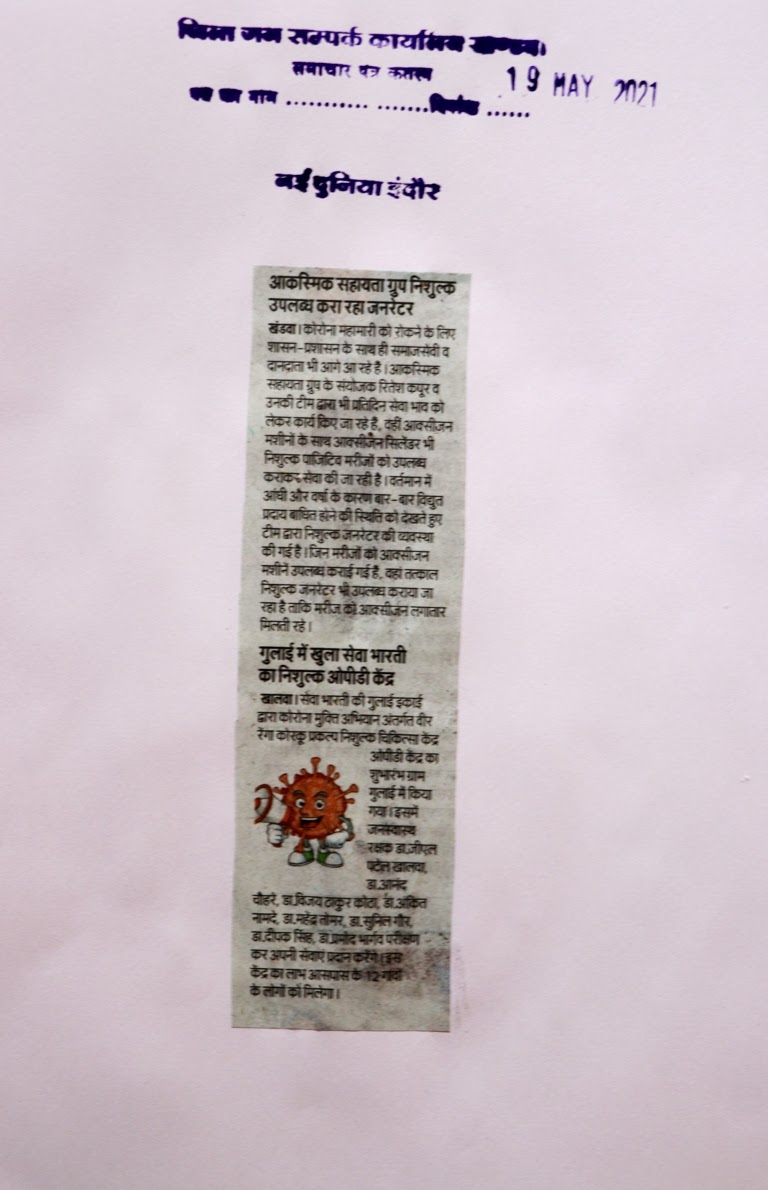 जिला जन सम्पर्क कार्यालय खण्डवा
समाचार पत्र कतरन
19 MAY 2021
पत्र का नाम ........... .......दिनांक ......
नई दुनिया इंदौर
आकस्मिक सहायता ग्रुप निशुल्क
उपलब्ध करा रहा जनरेटर
खंडवा। कोरोना महामारी को रोकने के लिए
शासन-प्रशासन के साथ ही समाजसेवी व
दानदाता भी आगे आ रहे है। आकस्मिक
सहायता ग्रुप के संयोजक रितेश कपूर व
उनकी टीम द्वारा भी प्रतिदिन सेवा भाव को
लेकर कार्य किए जा रहे है, वहीं आक्सीजन
मशीनों के साथ आक्सीजन सिलेंडर भी
निशुल्क पाजिटिव मरीजों को उपलब्ध
कराकर सेवा की जा रही है। वर्तमान में
आंधी और वर्षा के कारण बार-बार विद्युत
प्रदाय बाधित होने की स्थिति को देखते हुए
टीम द्वारा निशुल्क जनरेटर की व्यवस्था
की गई है। जिन मरीजों को आक्सीजन
मशीनें उपलब्ध कराई गई है, वहां तत्काल
निशुल्क जनरेटर भी उपलब्ध कराया जा
रहा है ताकि मरीज को आक्सीजन लगातार
मिलती रहे।
गुलाई में खुला सेवा भारती
का निशुल्क ओपीडी केंद्र
खालवा। सेवा भारती की गुलाई इकाई
द्वारा कोरोना मुक्ति अभियान अंतर्गत वीर
रेंगा कोरकू प्रकल्प निशुल्क चिकित्सा केंद्र
ओपीडी केंद्र का
शुभारंभ ग्राम
गुलाई में किया
गया। इसमें
जनस्वास्थ
रक्षक डा.जीएल
पटेल खालवा,
डा.आनंद
चौहरे, डा.विजय ठाकुर कोठा, डा.अंकित
नामदे, डा.महेंद्र तोमर, डा.सुनिल गौर,
डा.दीपक सिंह, डा.प्रमोद भार्गव परीक्षण
कर अपनी सेवाएं प्रदान करेंगे। इस
केंद्र का लाभ आसपास के 12 गांवों
के लोगों को मिलेगा।